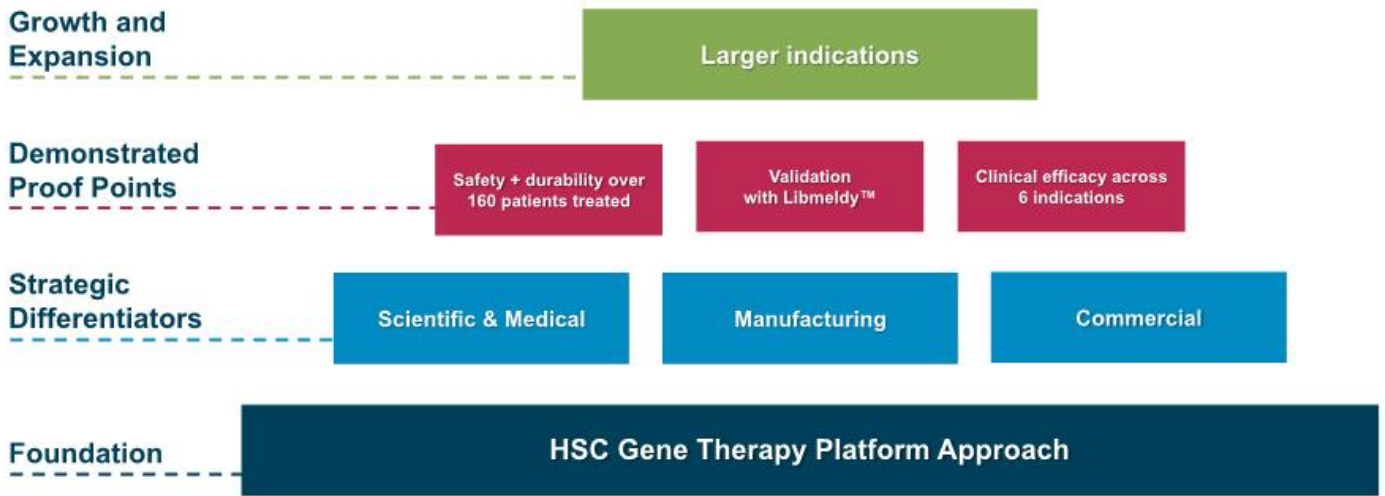 Growth and
Expansion
Larger indications
Demonstrated
Proof Points
Safety + durability over
160 patients treated
Validation
with Libmeldy™
Clinical efficacy across
6 indications
Strategic
Differentiators
Scientific & Medical
Manufacturing
Commercial
Foundation
HSC Gene Therapy Platform Approach